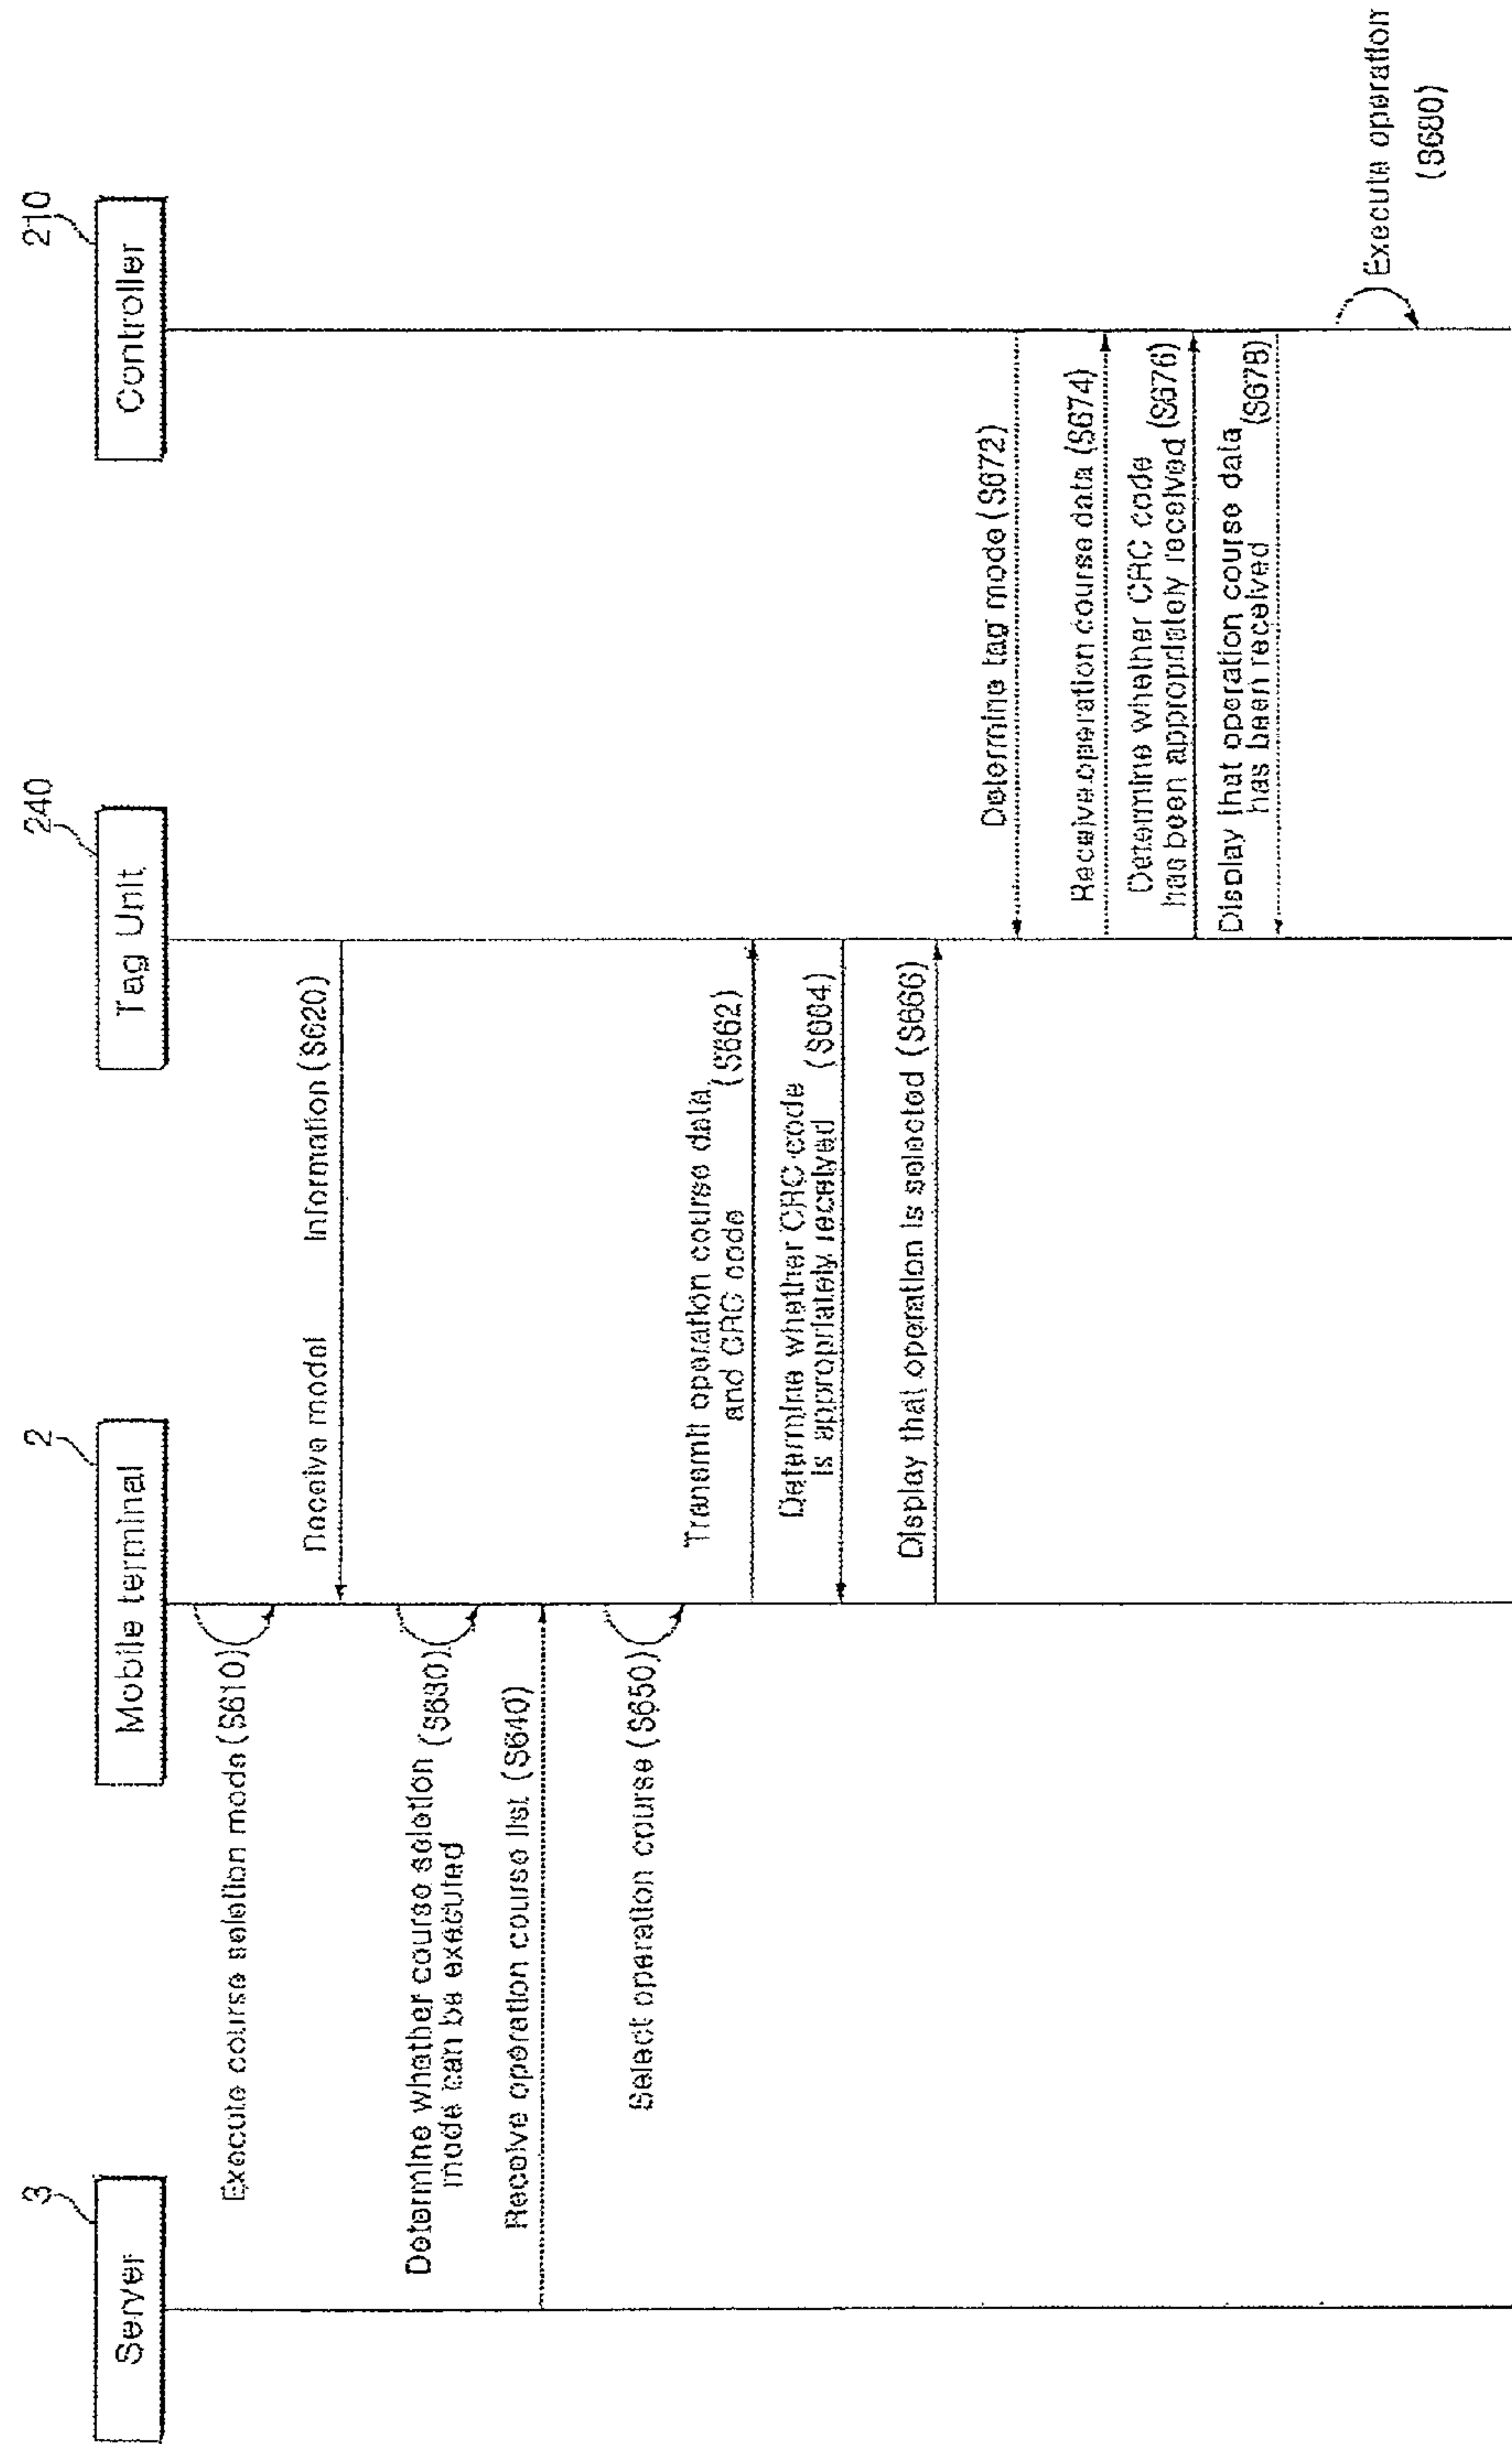 3
Server
2
Mobile terminal
240
Tag Unit
210
Controller
Execute course seletion mode (S610)
Receive model Information (S620)
Determine whether course seletion (S630)
mode can be executed
Receive operation course list (S640)
Select operation course (S650)
Transmit operation course data
and CRC code (S662)
Determine whether CRC code
is appropriately received (S664)
Display that operation is selected (S666)
Determine tag mode (S672)
Receive operation course data (S674)
Determine whether CRC code
has been appropriately received (S676)
Display that operation course data
has been received (S678)
Execute operation
(S680)